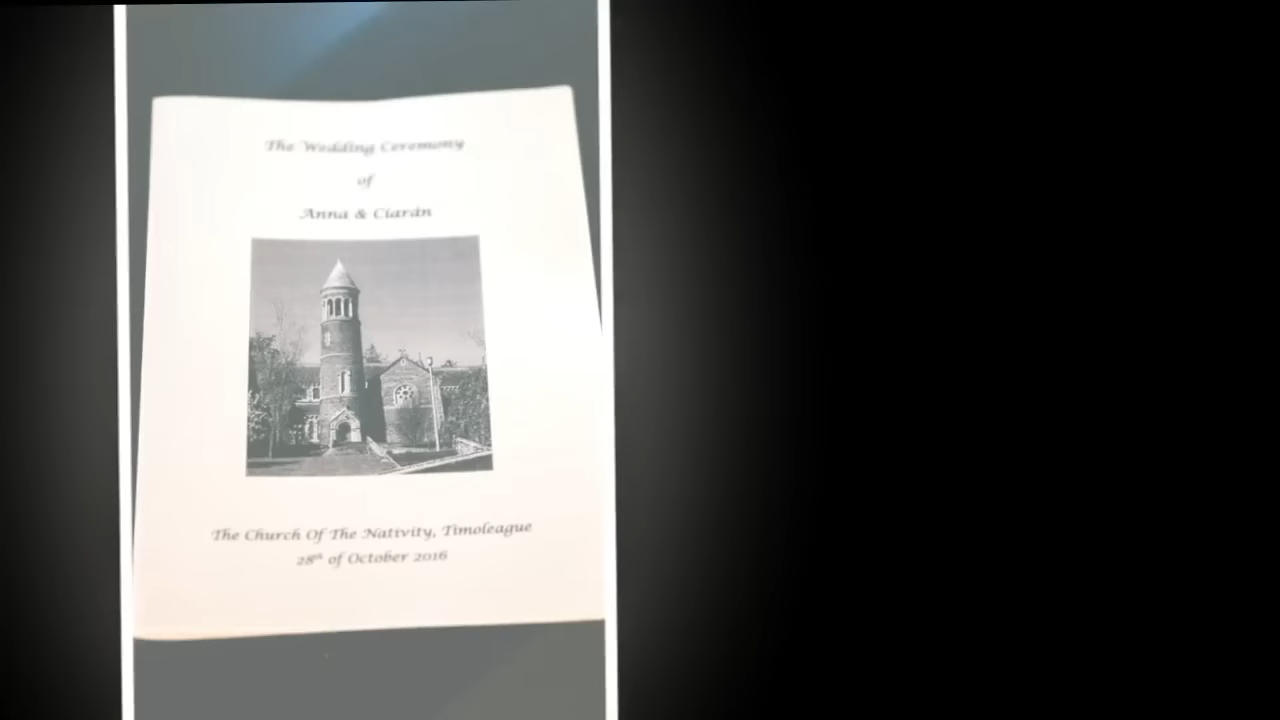 The Wedding Ceremony
of
Anna & Ciarán
The Church Of The Nativity, Timoleague
28th of October 2016